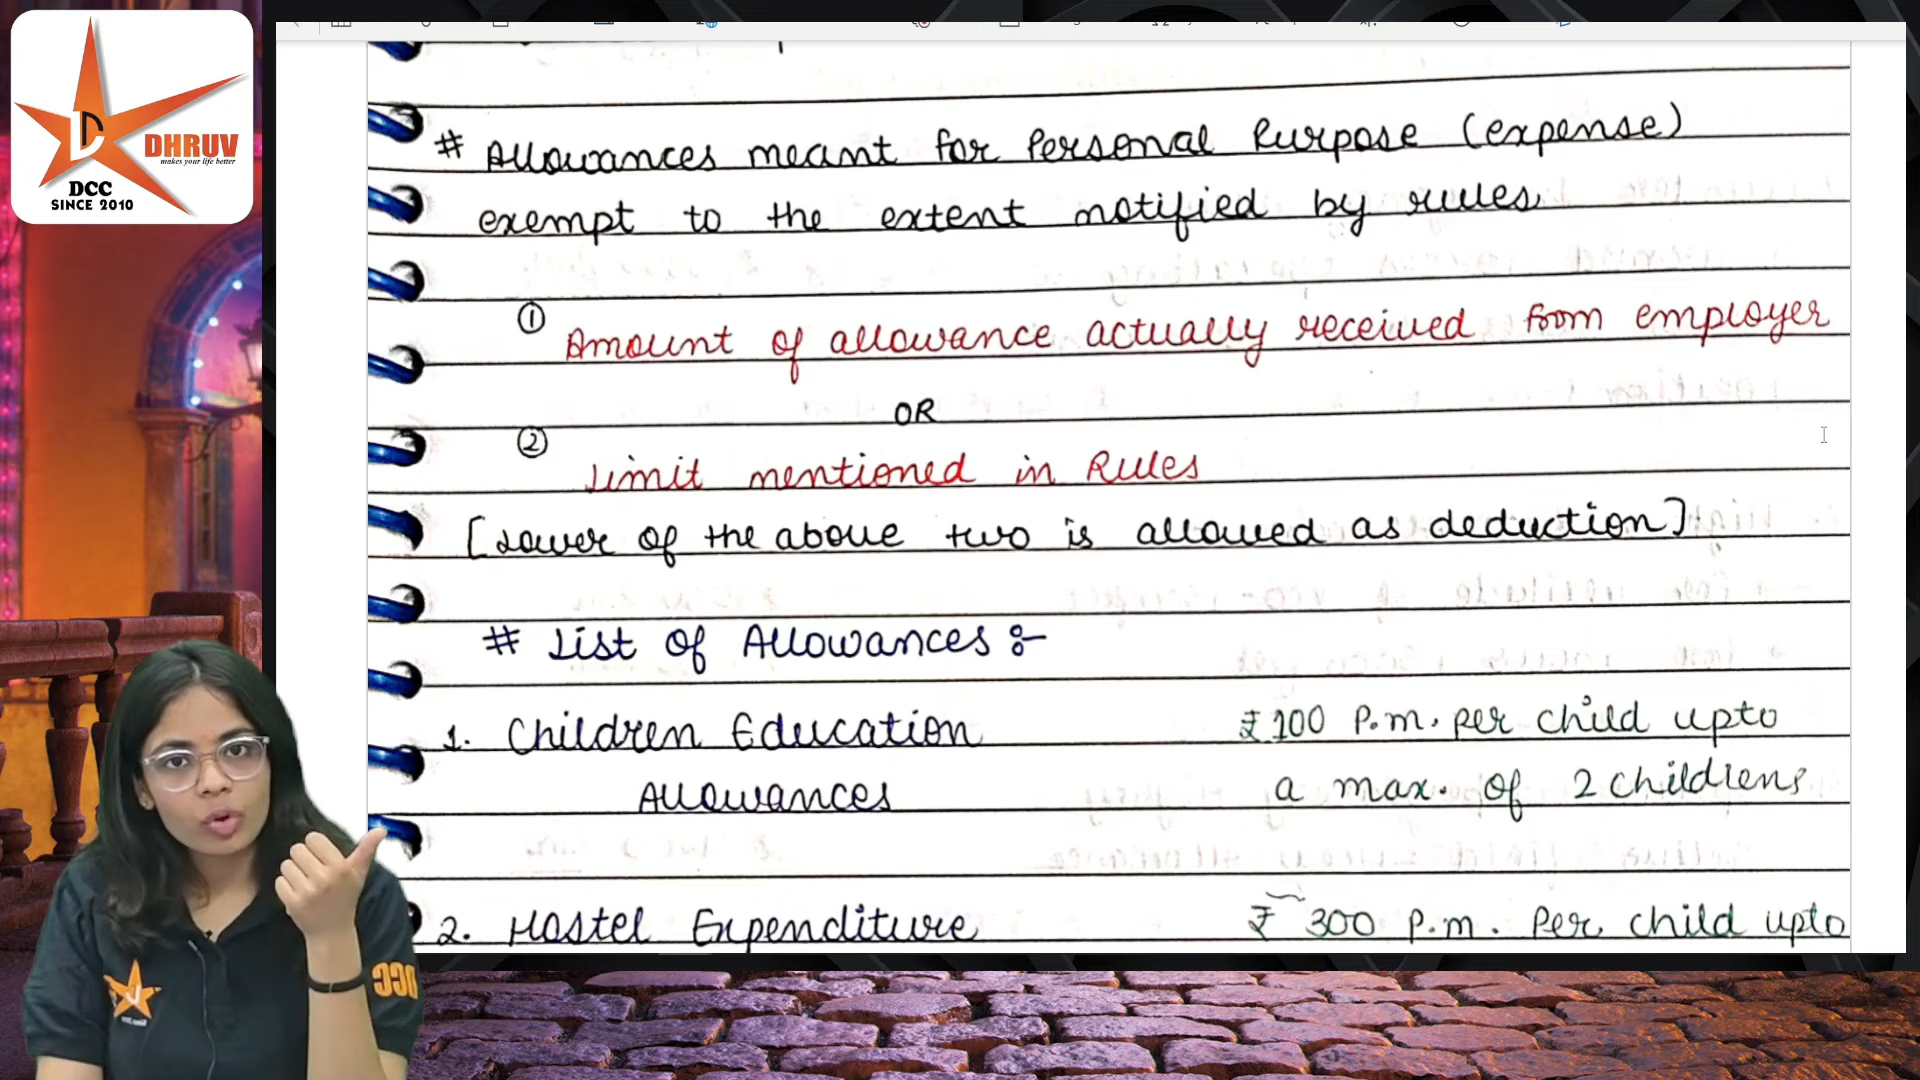 DHRUV
makes your life better
DCC
SINCE 2010
# Allowances meant for Personal Purpose (expense)
exempt to the extent notified by rules
① Amount of allowance actually received from employer
OR
② Limit mentioned in Rules
[Lower of the above two is allowed as deduction]
# List of Allowances :-
1. Children Education ₹ 100 P.m. per child upto
Allowances a max. of 2 childrens
2. Hostel Expenditure ₹ 300 P.m. Per child upto